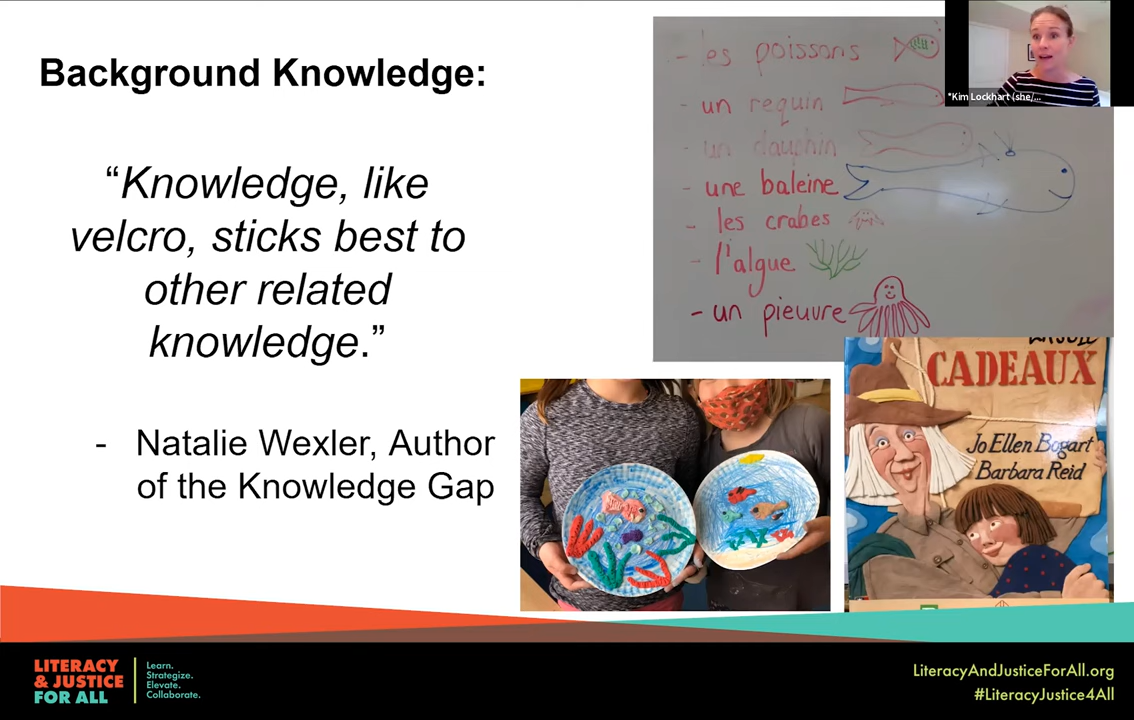 Background Knowledge:
“Knowledge, like
velcro, sticks best to
other related
knowledge.”
- Natalie Wexler, Author
of the Knowledge Gap
- les poissons
- un requin
- un dauphin
- une baleine
- les crabes
- l'algue
- un pieuvre
*Kim Lockhart (she/...
CADEAUX
Jo Ellen Bogart
Barbara Reid
LITERACY
& JUSTICE
FOR ALL
Learn.
Strategize.
Elevate.
Collaborate.
LiteracyAndJusticeForAll.org
#LiteracyJustice4All